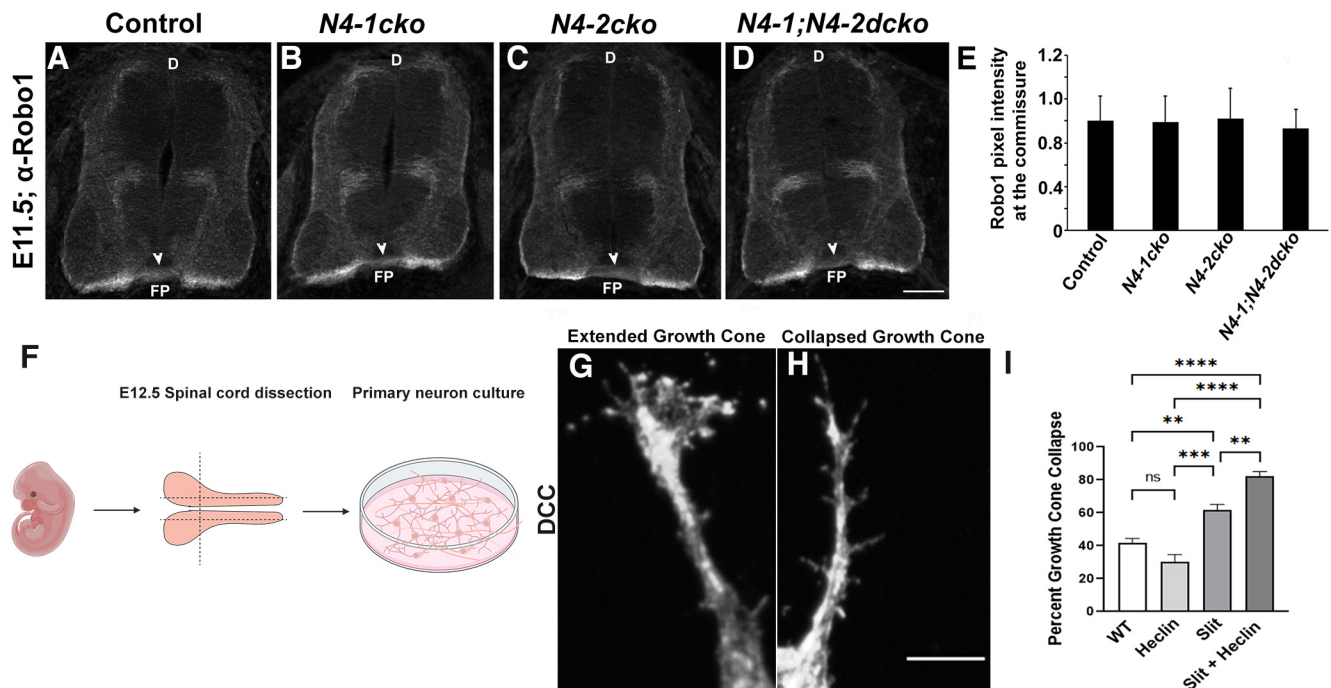 Control N4-1cko N4-2cko N4-1;N4-2dcko
E11.5; α-Robo1
A D FP
B D FP
C D FP
D D FP
E
Robo1 pixel intensity
at the commissure
1.2
1.0
0.8
0.4
0
Control N4-1cko N4-2cko N4-1;N4-2dcko
F
E12.5 Spinal cord dissection Primary neuron culture
Extended Growth Cone Collapsed Growth Cone
DCC
G H
I
Percent Growth Cone Collapse
****
****
**
**
***
ns
100
80
60
40
20
0
WT Heclin Slit Slit + Heclin